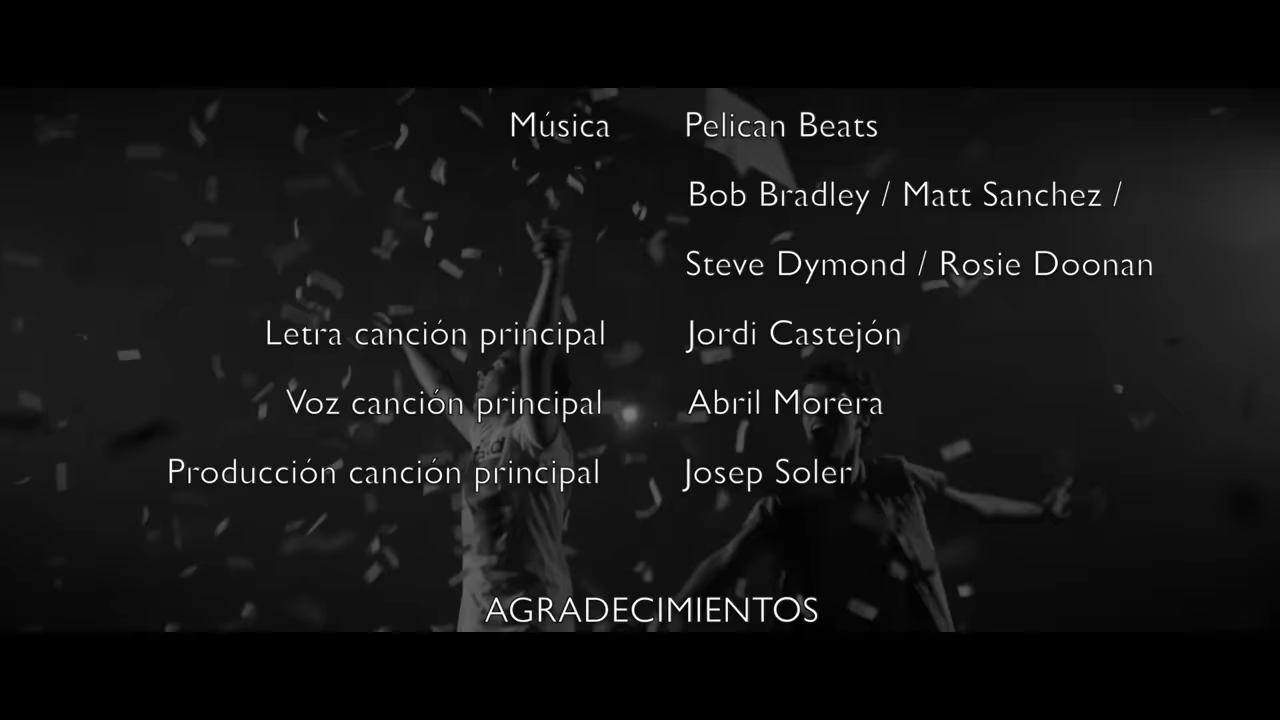 Música Pelican Beats
Bob Bradley / Matt Sanchez /
Steve Dymond / Rosie Doonan
Letra canción principal Jordi Castejón
Voz canción principal Abril Morera
Producción canción principal Josep Soler
AGRADECIMIENTOS